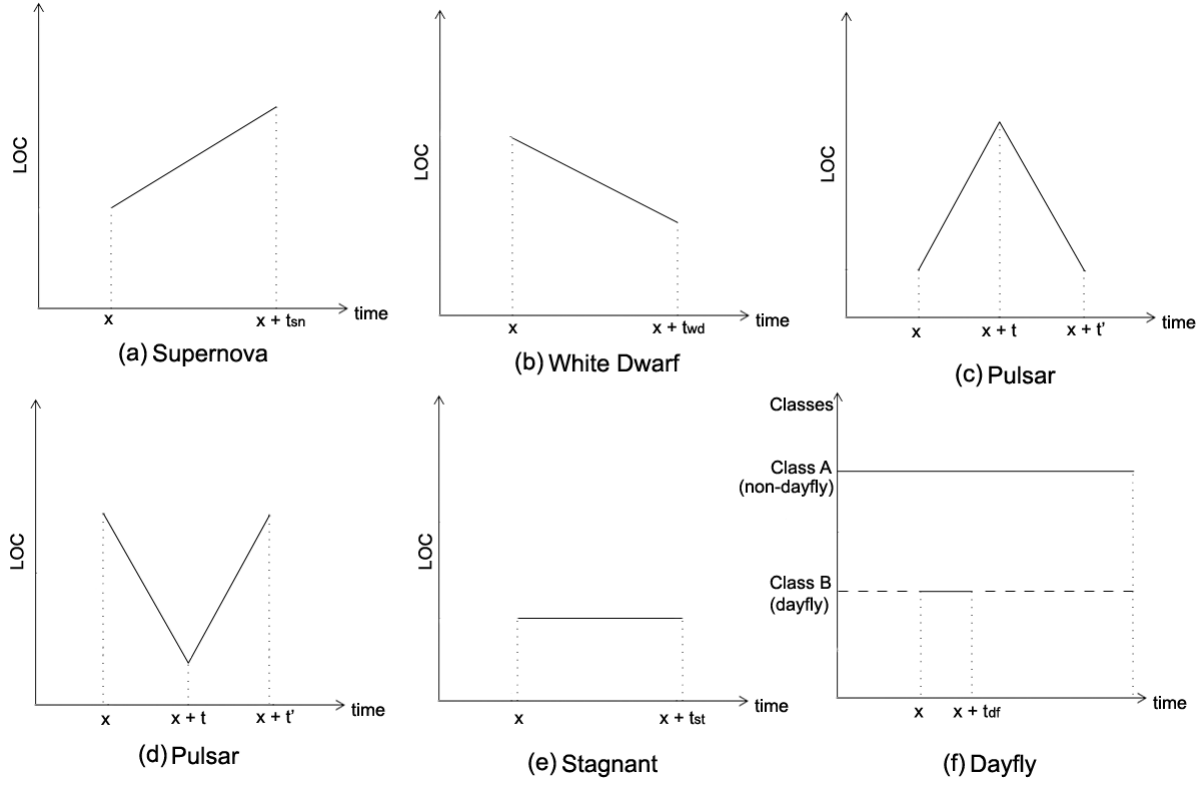 LOC
x
x + tsn
time
(a) Supernova
LOC
x
x + twd
time
(b) White Dwarf
LOC
x
x + t
x + t'
time
(c) Pulsar
LOC
x
x + t
x + t'
time
(d) Pulsar
LOC
x
x + tst
time
(e) Stagnant
Classes
Class A
(non-dayfly)
Class B
(dayfly)
x
x + tdf
time
(f) Dayfly